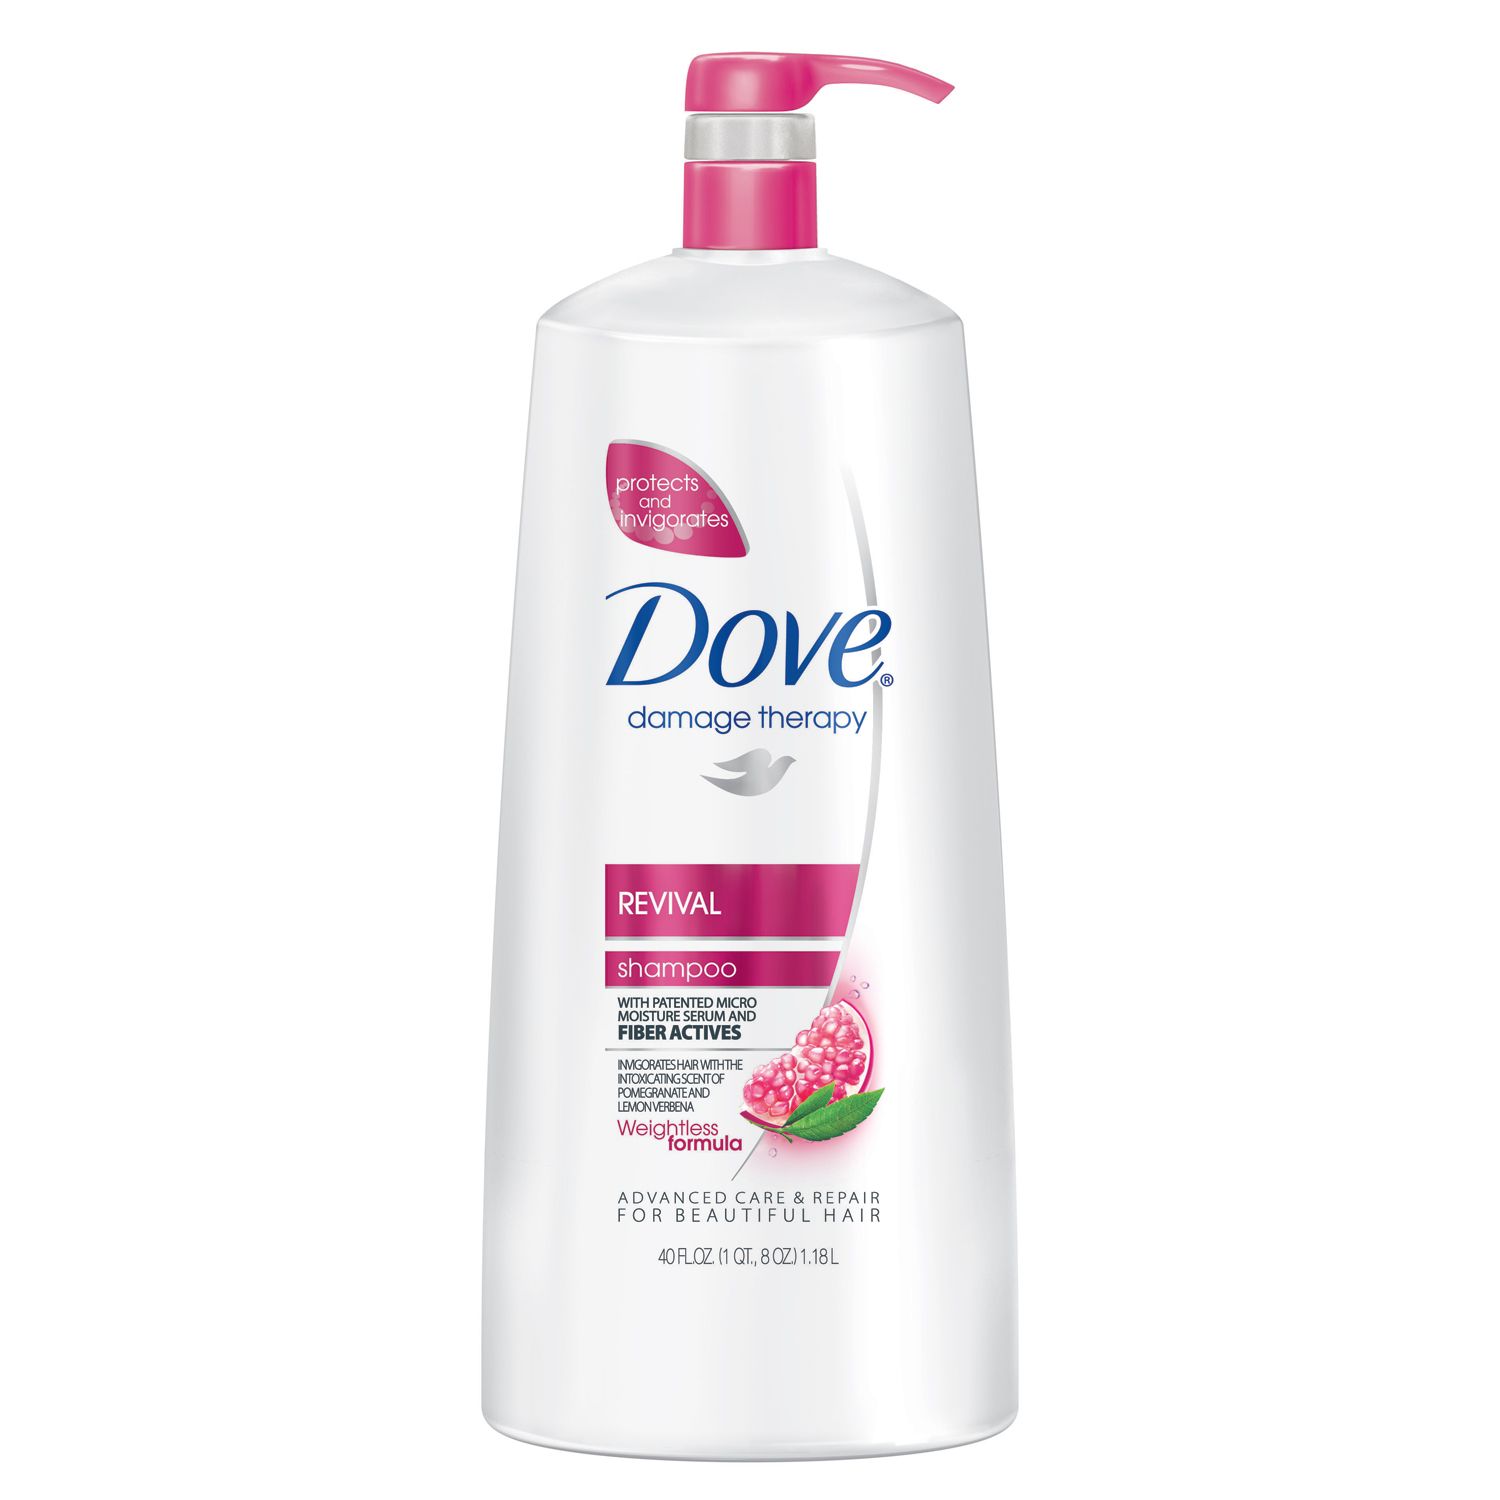 protects
and
invigorates
Dove®
damage therapy
REVIVAL
shampoo
WITH PATENTED MICRO
MOISTURE SERUM AND
FIBER ACTIVES
INVIGORATES HAIR WITH THE
INTOXICATING SCENT OF
POMEGRANATE AND
LEMON VERBENA
Weightless
formula
ADVANCED CARE & REPAIR
FOR BEAUTIFUL HAIR
40 FL.OZ. (1 QT., 8 OZ.) 1.18 L